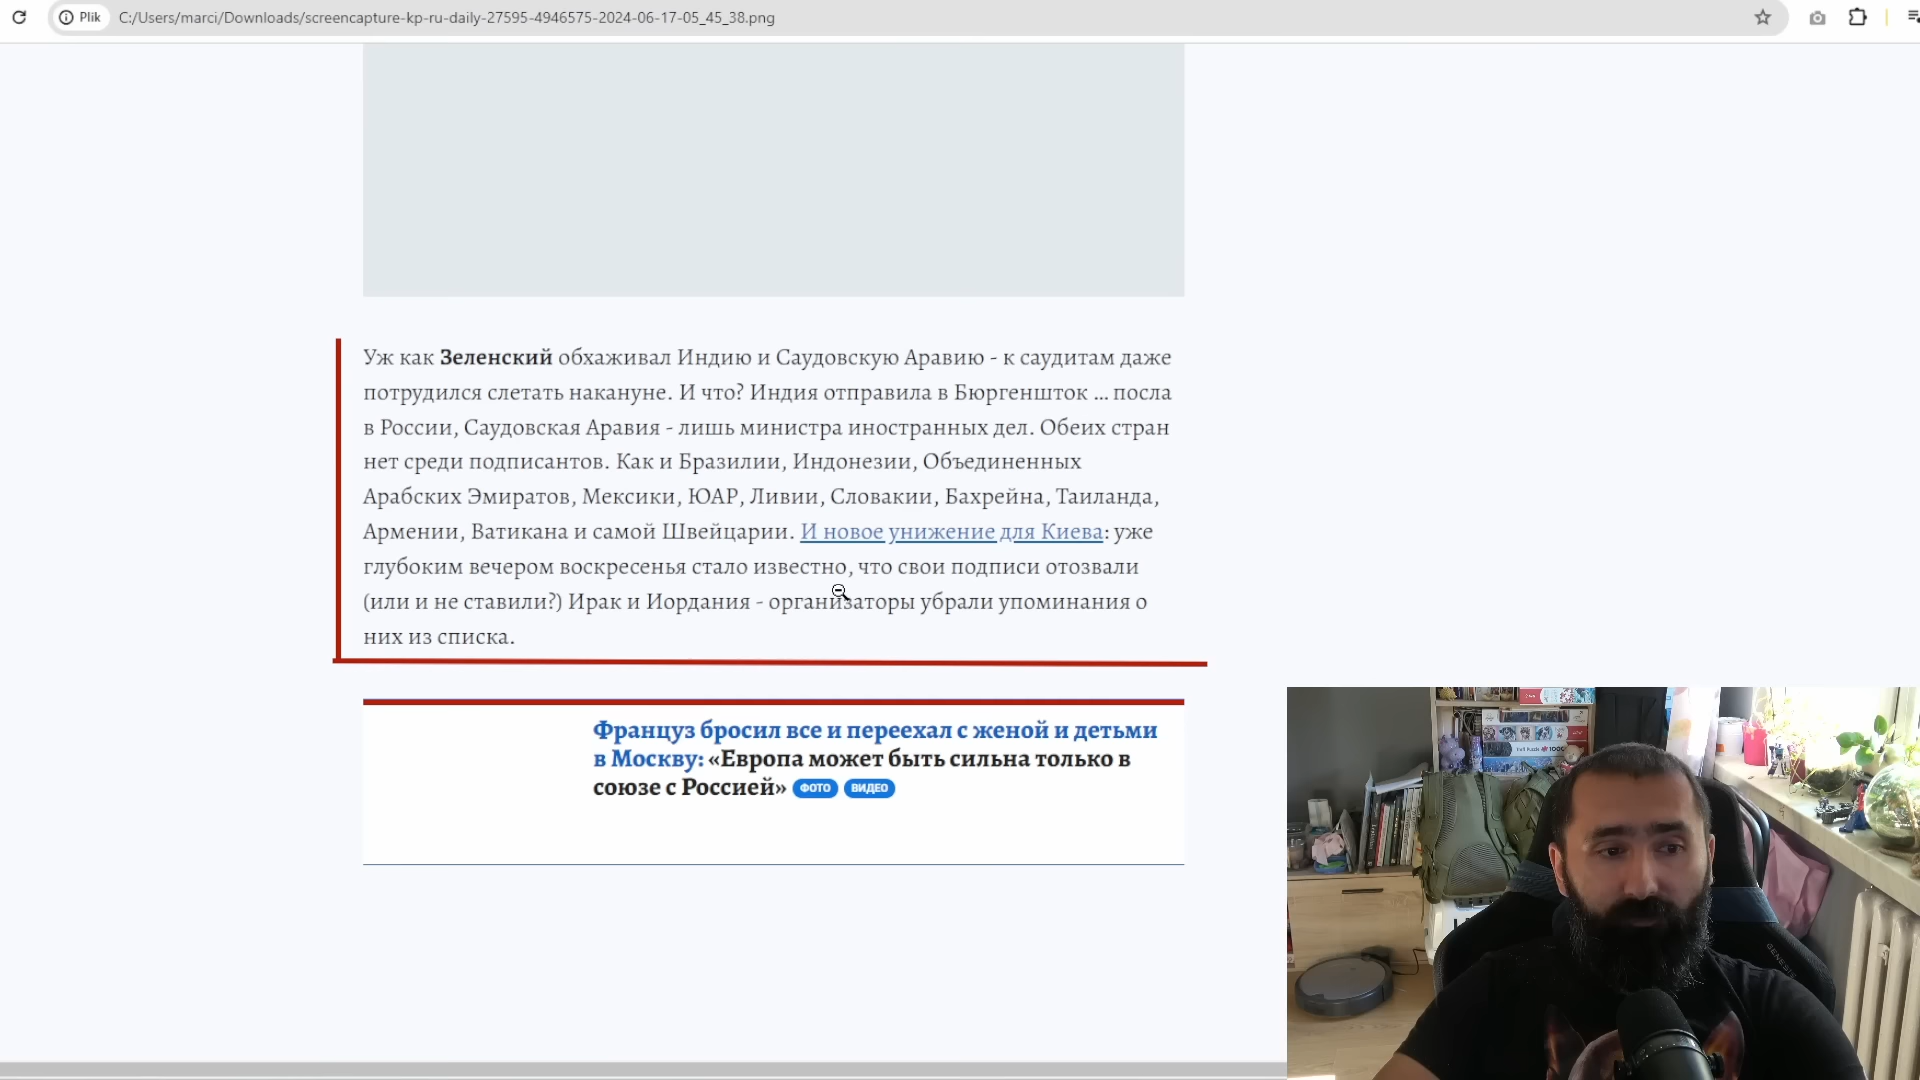 Plik
C:/Users/marci/Downloads/screencapture-kp-ru-daily-27595-4946575-2024-06-17-05_45_38.png
Уж как Зеленский обхаживал Индию и Саудовскую Аравию - к саудитам даже
потрудился слетать накануне. И что? Индия отправила в Бюргеншток ... посла
в России, Саудовская Аравия - лишь министра иностранных дел. Обеих стран
нет среди подписантов. Как и Бразилии, Индонезии, Объединенных
Арабских Эмиратов, Мексики, ЮАР, Ливии, Словакии, Бахрейна, Таиланда,
Армении, Ватикана и самой Швейцарии. И новое унижение для Киева: уже
глубоким вечером воскресенья стало известно, что свои подписи отозвали
(или и не ставили?) Ирак и Иордания - организаторы убрали упоминания о
них из списка.
Француз бросил все и переехал с женой и детьми
в Москву: «Европа может быть сильна только в
союзе с Россией» ФОТО ВИДЕО
GENESIS